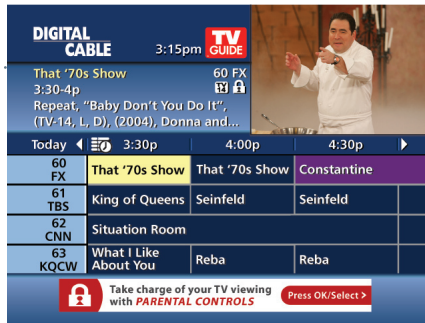 DIGITAL
CABLE
3:15pm
TV
GUIDE
That '70s Show
60 FX
3:30-4p
Repeat, "Baby Don't You Do It",
(TV-14, L, D), (2004), Donna and...
Today
3:30p
4:00p
4:30p
60
FX
That '70s Show
That '70s Show
Constantine
61
TBS
King of Queens
Seinfeld
Seinfeld
62
CNN
Situation Room
63
KQCW
What I Like
About You
Reba
Reba
Take charge of your TV viewing
with PARENTAL CONTROLS
Press OK/Select >